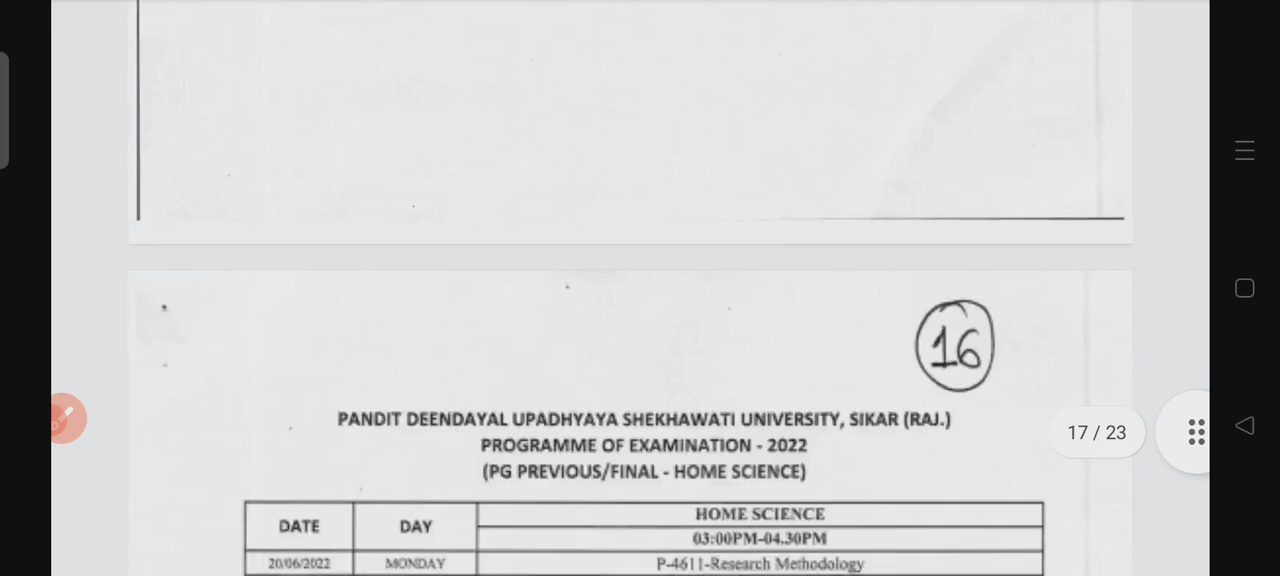 16
PANDIT DEENDAYAL UPADHYAYA SHEKHAWATI UNIVERSITY, SIKAR (RAJ.)
PROGRAMME OF EXAMINATION - 2022
(PG PREVIOUS/FINAL - HOME SCIENCE)
17 / 23
DATE DAY HOME SCIENCE
03:00PM-04.30PM
20/06/2022 MONDAY P-4611-Research Methodology